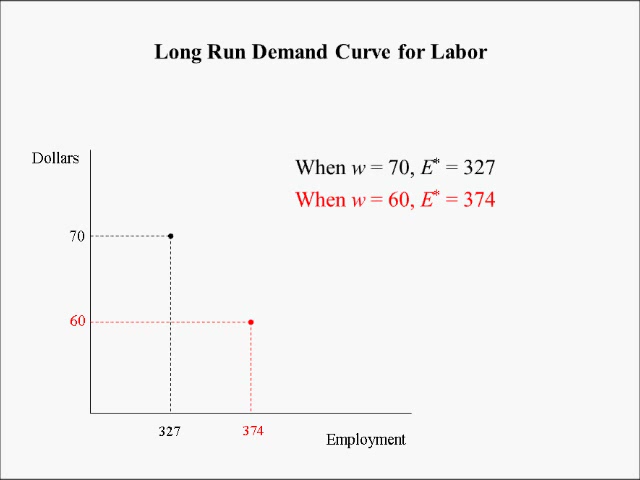 Long Run Demand Curve for Labor
Dollars
When w = 70, E* = 327
When w = 60, E* = 374
70
60
327
374
Employment